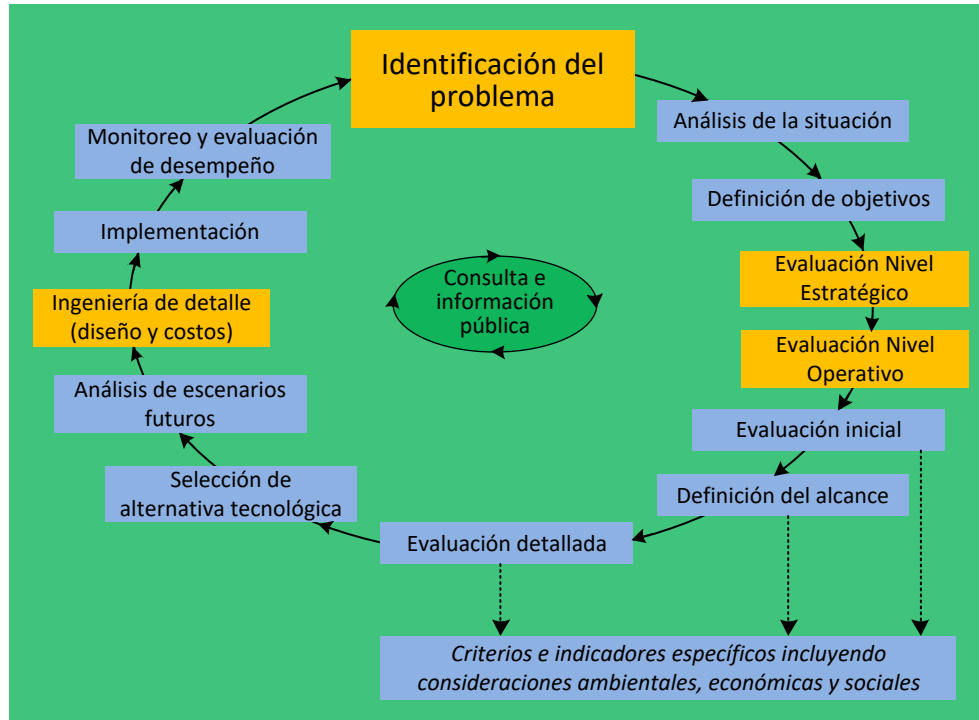 Identificación del
problema
Análisis de la situación
Definición de objetivos
Evaluación Nivel
Estratégico
Evaluación Nivel
Operativo
Evaluación inicial
Definición del alcance
Evaluación detallada
Selección de
alternativa tecnológica
Análisis de escenarios
futuros
Ingeniería de detalle
(diseño y costos)
Implementación
Monitoreo y evaluación
de desempeño
Consulta e
información
pública
Criterios e indicadores específicos incluyendo
consideraciones ambientales, económicas y sociales